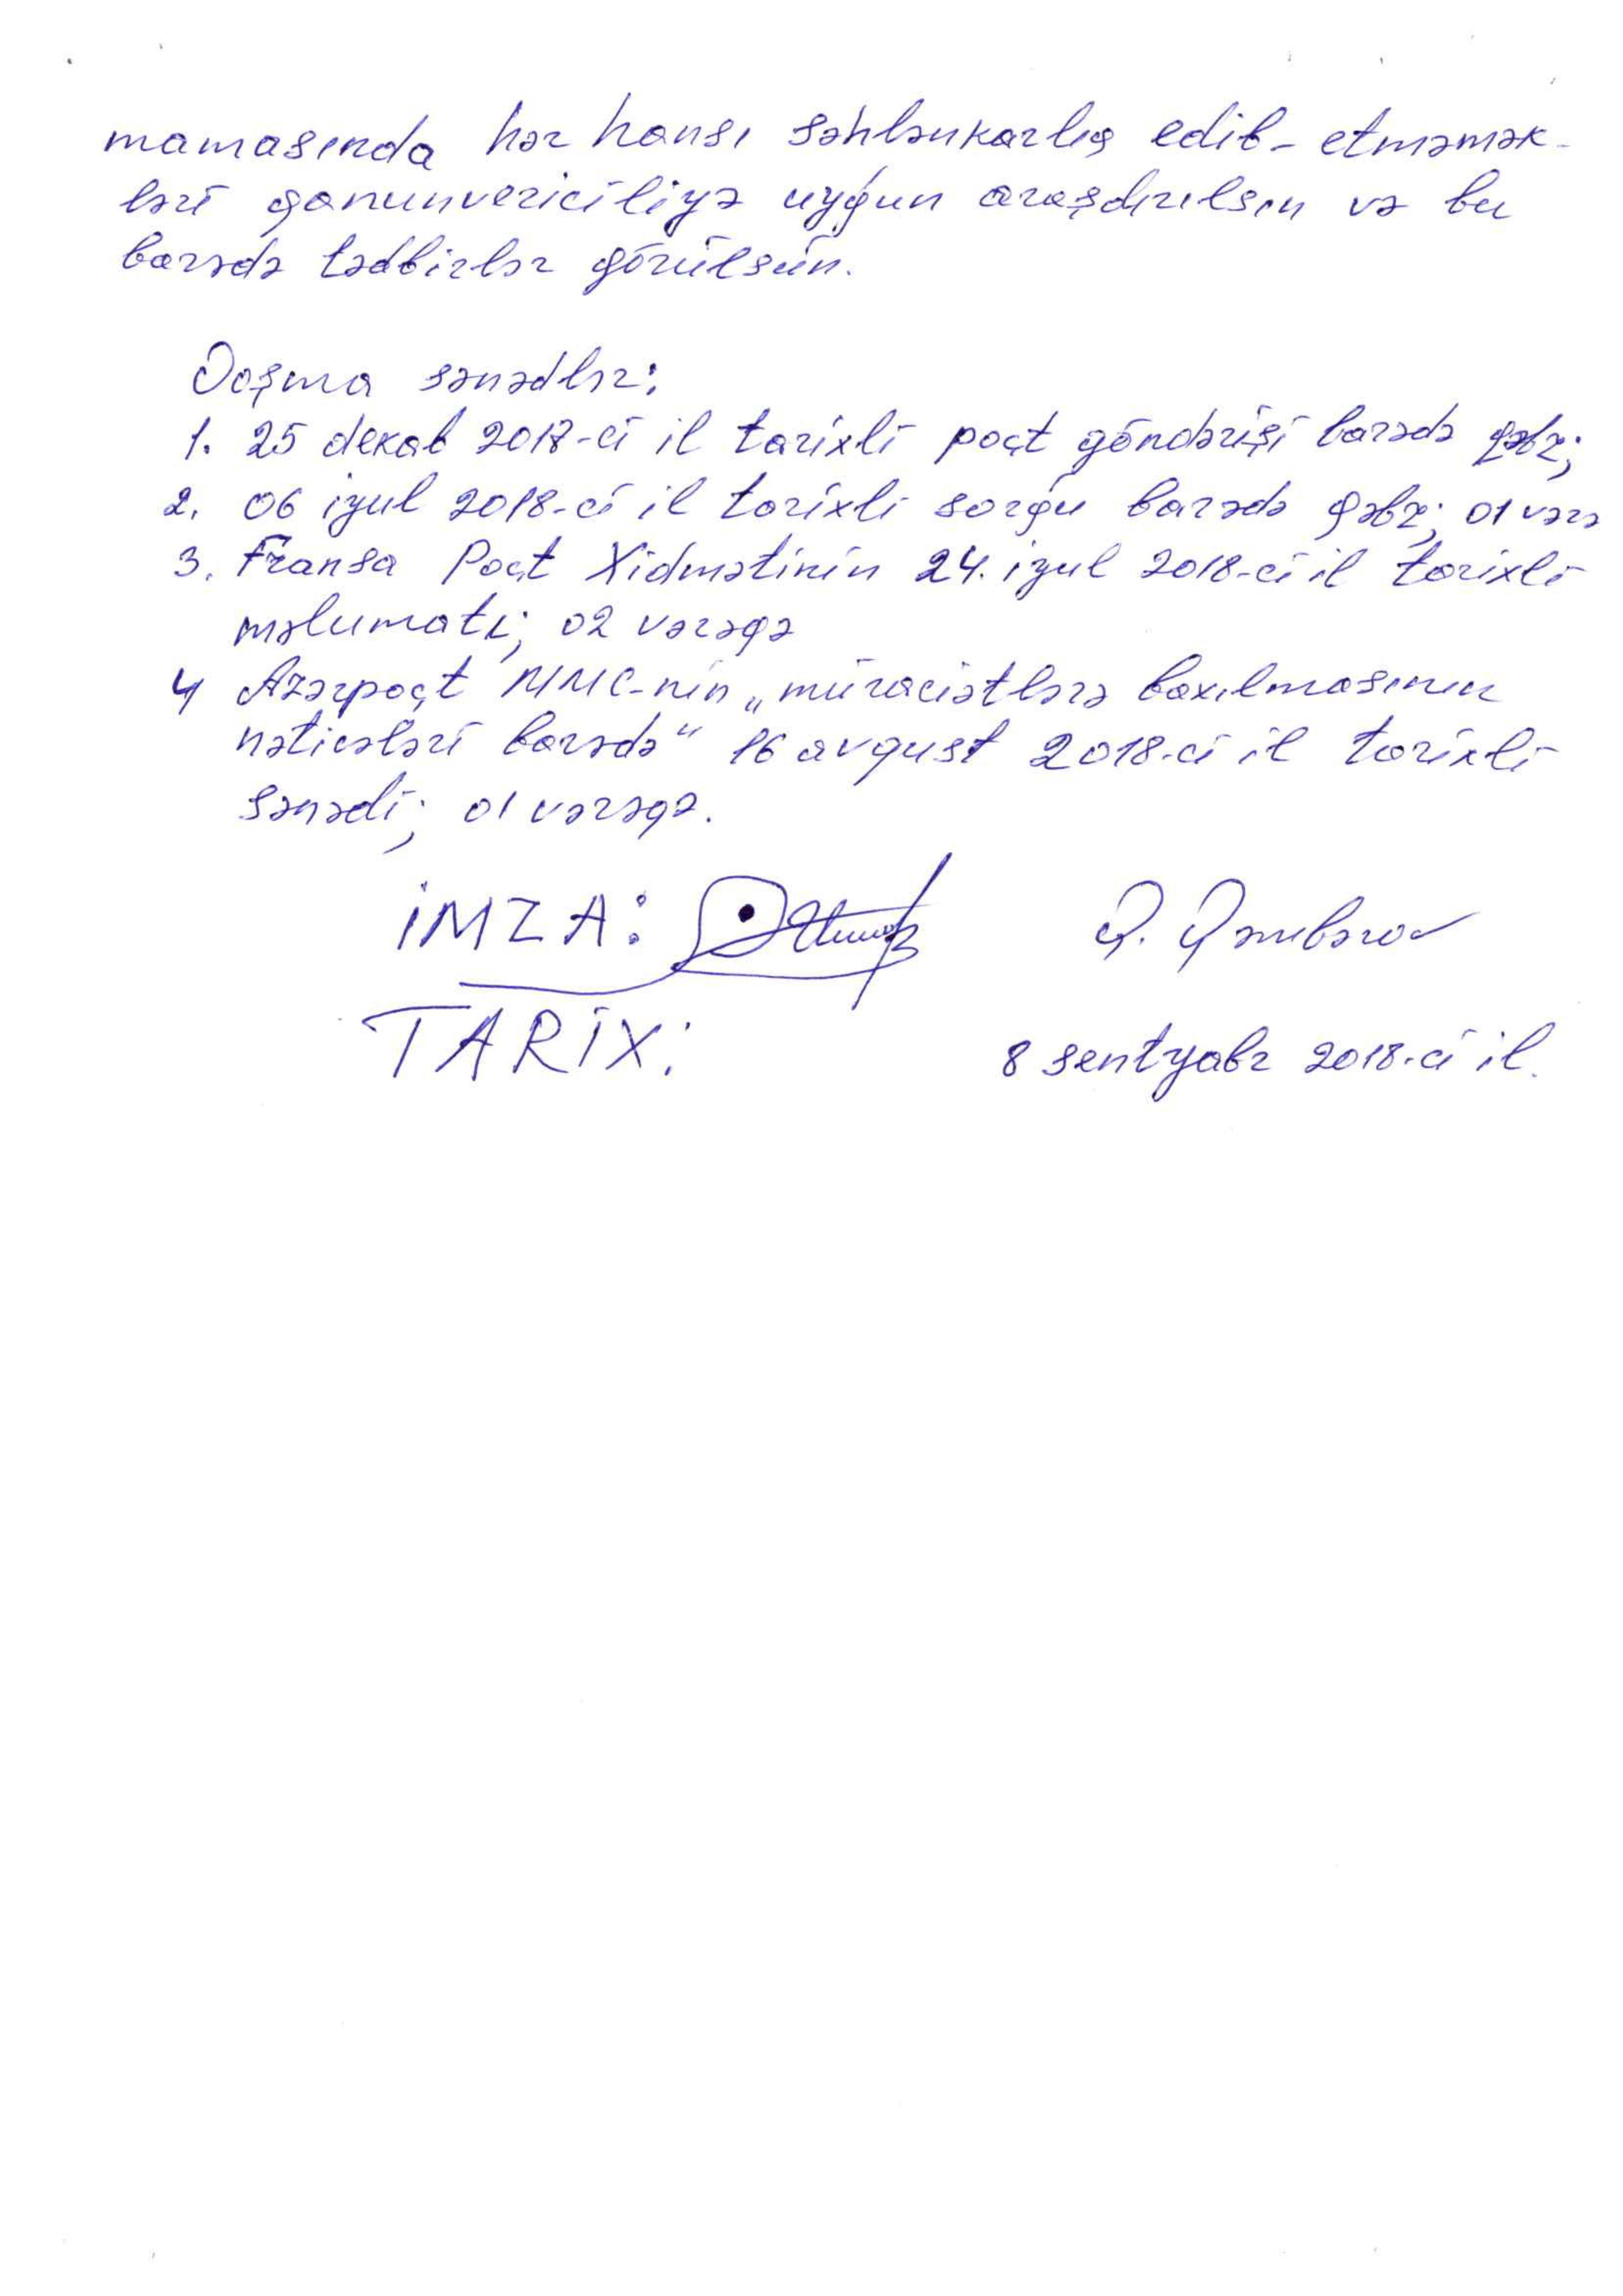 mamasında hər hansı səhlənkarlıq edib-etməmək-
ləri qanunvericiliyə uyğun araşdırılsın və bu
barədə tədbirlər görülsün.
Qoşma sənədlər:
1. 25 dekab 2017-ci il tarixli poçt göndərişi barədə qəbz;
2. 06 iyul 2018-ci il tarixli sorğu barədə qəbz; 01 vərə
3. Fransa Poçt Xidmətinin 24. iyul 2018-ci il tarixli
məlumatı; 02 vərəqə
4 Azərpoçt MMC-nin „müraciətlərə baxılmasının
nəticələri barədə“ 16 avqust 2018-ci il tarixli
sənədi; 01 vərəqə.
İMZA: Q. Qəmbərov
TARİX: 8 sentyabr 2018-ci il.